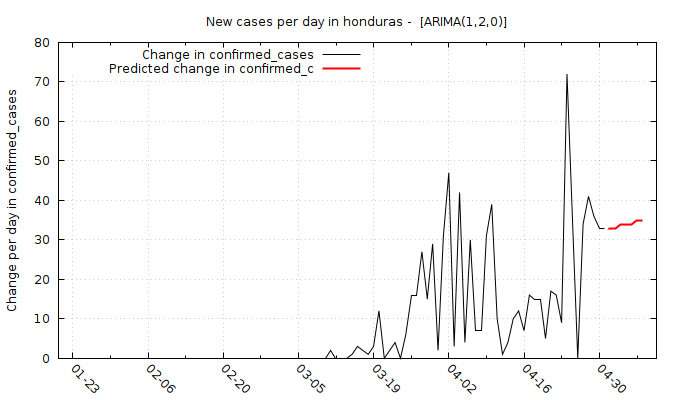 New cases per day in honduras -  [ARIMA(1,2,0)]
Change in confirmed_cases
Predicted change in confirmed_c
Change per day in confirmed_cases
80
70
60
50
40
30
20
10
0
01-23 02-06 02-20 03-05 03-19 04-02 04-16 04-30